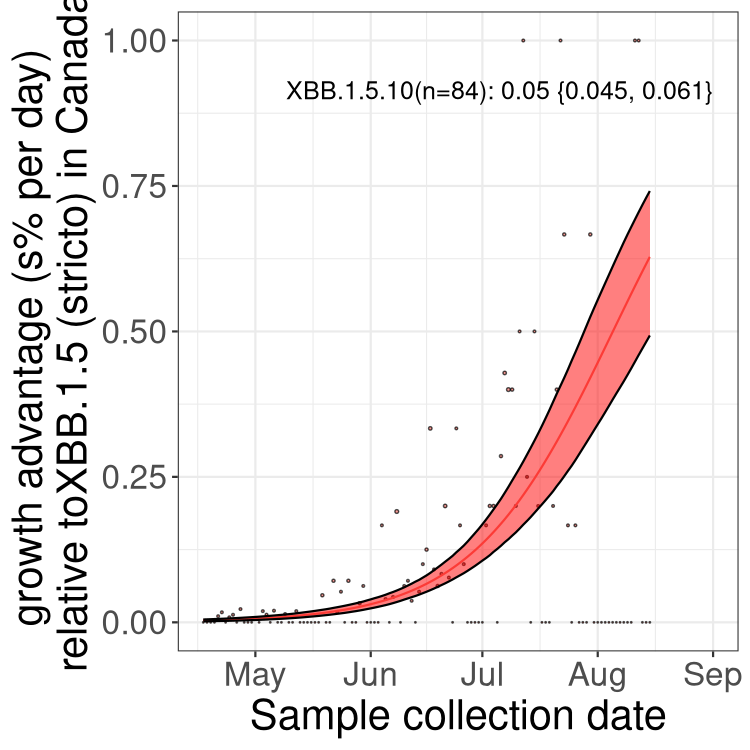 growth advantage (s% per day)
relative toXBB.1.5 (stricto) in Canada
1.00
0.75
0.50
0.25
0.00
XBB.1.5.10(n=84): 0.05 {0.045, 0.061}
May Jun Jul Aug Sep
Sample collection date